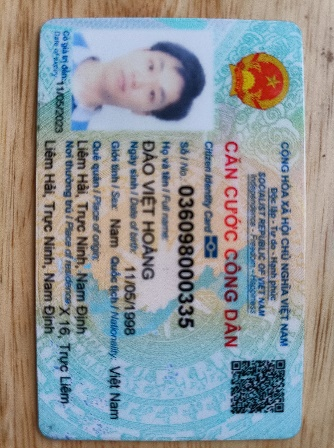 CỘNG HÒA XÃ HỘI CHỦ NGHĨA VIỆT NAM
Độc lập - Tự do - Hạnh phúc
SOCIALIST REPUBLIC OF VIET NAM
Independence - Freedom - Happiness
CĂN CƯỚC CÔNG DÂN
Citizen Identity Card
Số / No.: 036098000335
Họ và tên / Full name:
ĐÀO VIỆT HOÀNG
Ngày sinh / Date of birth: 11/05/1998
Giới tính / Sex: Nam Quốc tịch / Nationality: Việt Nam
Quê quán / Place of origin:
Liêm Hải, Trực Ninh, Nam Định
Nơi thường trú / Place of residence: X 16, Trực Liêm
Liêm Hải, Trực Ninh, Nam Định
Có giá trị đến: 11/05/2023
Date of expiry